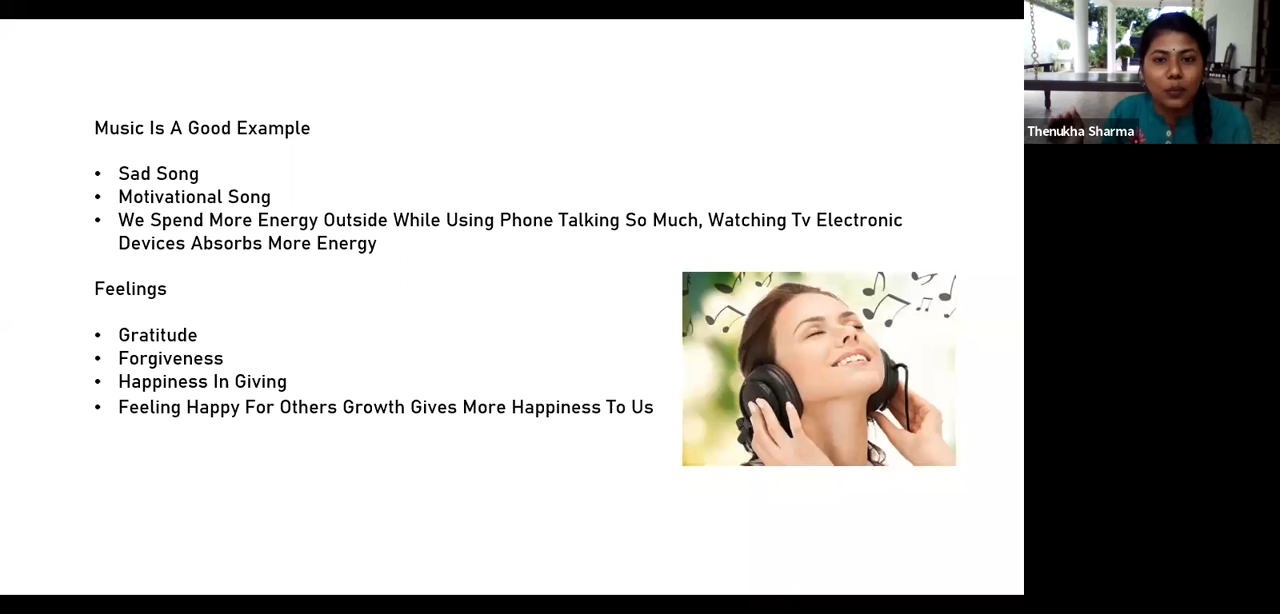 Music Is A Good Example
• Sad Song
• Motivational Song
• We Spend More Energy Outside While Using Phone Talking So Much, Watching Tv Electronic
Devices Absorbs More Energy
Feelings
• Gratitude
• Forgiveness
• Happiness In Giving
• Feeling Happy For Others Growth Gives More Happiness To Us
Thenukha Sharma